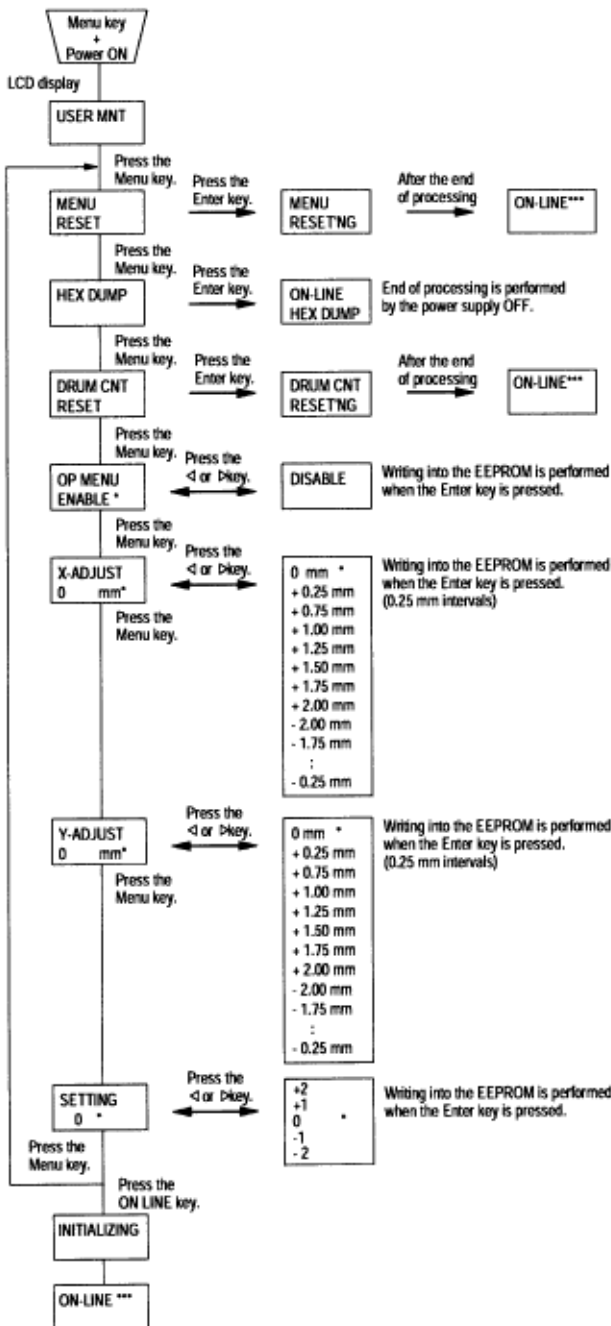 Menu key
+
Power ON
LCD display
USER MNT
Press the
Menu key.
MENU
RESET
Press the
Enter key.
MENU
RESET'NG
After the end
of processing
ON-LINE***
Press the
Menu key.
HEX DUMP
Press the
Enter key.
ON-LINE
HEX DUMP
End of processing is performed
by the power supply OFF.
Press the
Menu key.
DRUM CNT
RESET
Press the
Enter key.
DRUM CNT
RESET'NG
After the end
of processing
ON-LINE***
Press the
Menu key.
OP MENU
ENABLE *
Press the
◁ or ▷key.
DISABLE
Writing into the EEPROM is performed
when the Enter key is pressed.
Press the
Menu key.
X-ADJUST
0 mm*
Press the
◁ or ▷key.
0 mm *
+ 0.25 mm
+ 0.75 mm
+ 1.00 mm
+ 1.25 mm
+ 1.50 mm
+ 1.75 mm
+ 2.00 mm
- 2.00 mm
- 1.75 mm
:
- 0.25 mm
Writing into the EEPROM is performed
when the Enter key is pressed.
(0.25 mm intervals)
Press the
Menu key.
Y-ADJUST
0 mm*
Press the
◁ or ▷key.
0 mm *
+ 0.25 mm
+ 0.75 mm
+ 1.00 mm
+ 1.25 mm
+ 1.50 mm
+ 1.75 mm
+ 2.00 mm
- 2.00 mm
- 1.75 mm
:
- 0.25 mm
Writing into the EEPROM is performed
when the Enter key is pressed.
(0.25 mm intervals)
Press the
Menu key.
SETTING
0 *
Press the
◁ or ▷key.
+2
+1
0 *
-1
- 2
Writing into the EEPROM is performed
when the Enter key is pressed.
Press the
Menu key.
Press the
ON LINE key.
INITIALIZING
ON-LINE ***